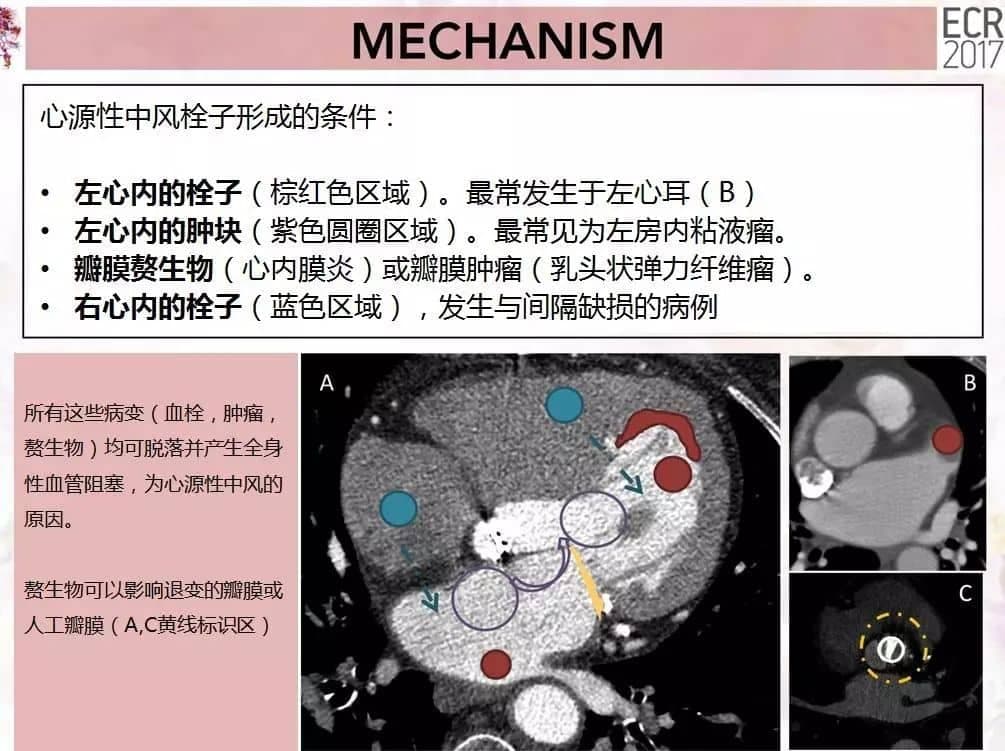 MECHANISM
ECR
2017
心源性中风栓子形成的条件：
• 左心内的栓子（棕红色区域）。最常发生于左心耳（B）
• 左心内的肿块（紫色圆圈区域）。最常见为左房内粘液瘤。
• 瓣膜赘生物（心内膜炎）或瓣膜肿瘤（乳头状弹力纤维瘤）。
• 右心内的栓子（蓝色区域），发生与间隔缺损的病例
所有这些病变（血栓，肿瘤，
赘生物）均可脱落并产生全身
性血管阻塞，为心源性中风的
原因。
赘生物可以影响退变的瓣膜或
人工瓣膜（A,C黄线标识区）
A
B
C